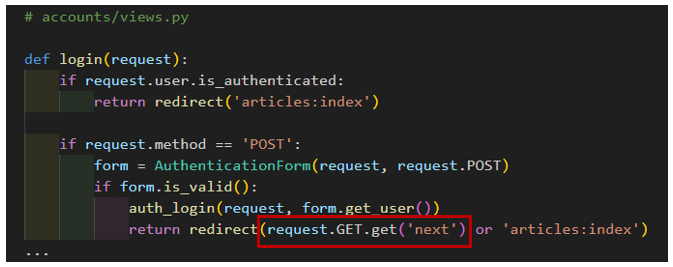 # accounts/views.py
def login(request):
if request.user.is_authenticated:
return redirect('articles:index')
if request.method == 'POST':
form = AuthenticationForm(request, request.POST)
if form.is_valid():
auth_login(request, form.get_user())
return redirect(request.GET.get('next') or 'articles:index')
...